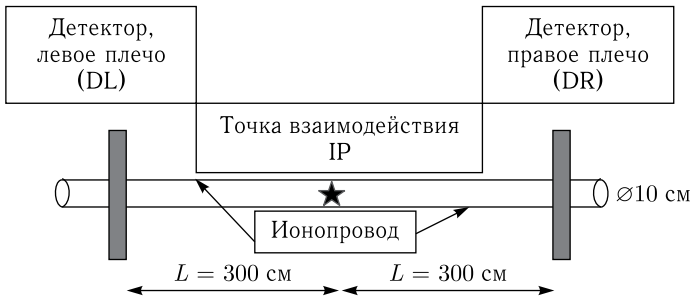 Детектор,
левое плечо
(DL)
Детектор,
правое плечо
(DR)
Точка взаимодействия
IP
⌀10 см
Ионопровод
L = 300 см
L = 300 см